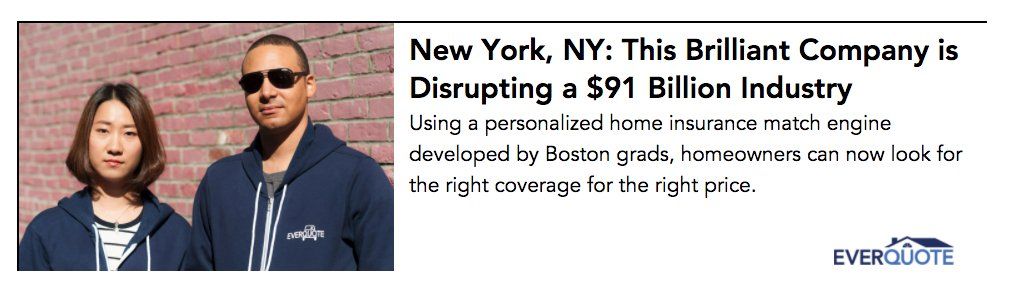 New York, NY: This Brilliant Company is
Disrupting a $91 Billion Industry
Using a personalized home insurance match engine
developed by Boston grads, homeowners can now look for
the right coverage for the right price.
EVERQUOTE
EVERQUOTE